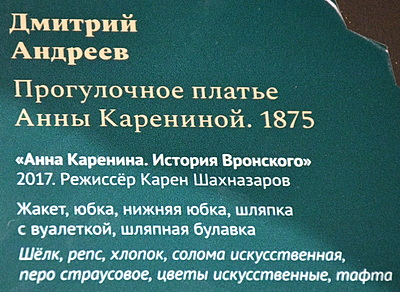 Дмитрий
Андреев
Прогулочное платье
Анны Карениной. 1875
«Анна Каренина. История Вронского»
2017. Режиссёр Карен Шахназаров
Жакет, юбка, нижняя юбка, шляпка
с вуалеткой, шляпная булавка
Шёлк, репс, хлопок, солома искусственная,
перо страусовое, цветы искусственные, тафта